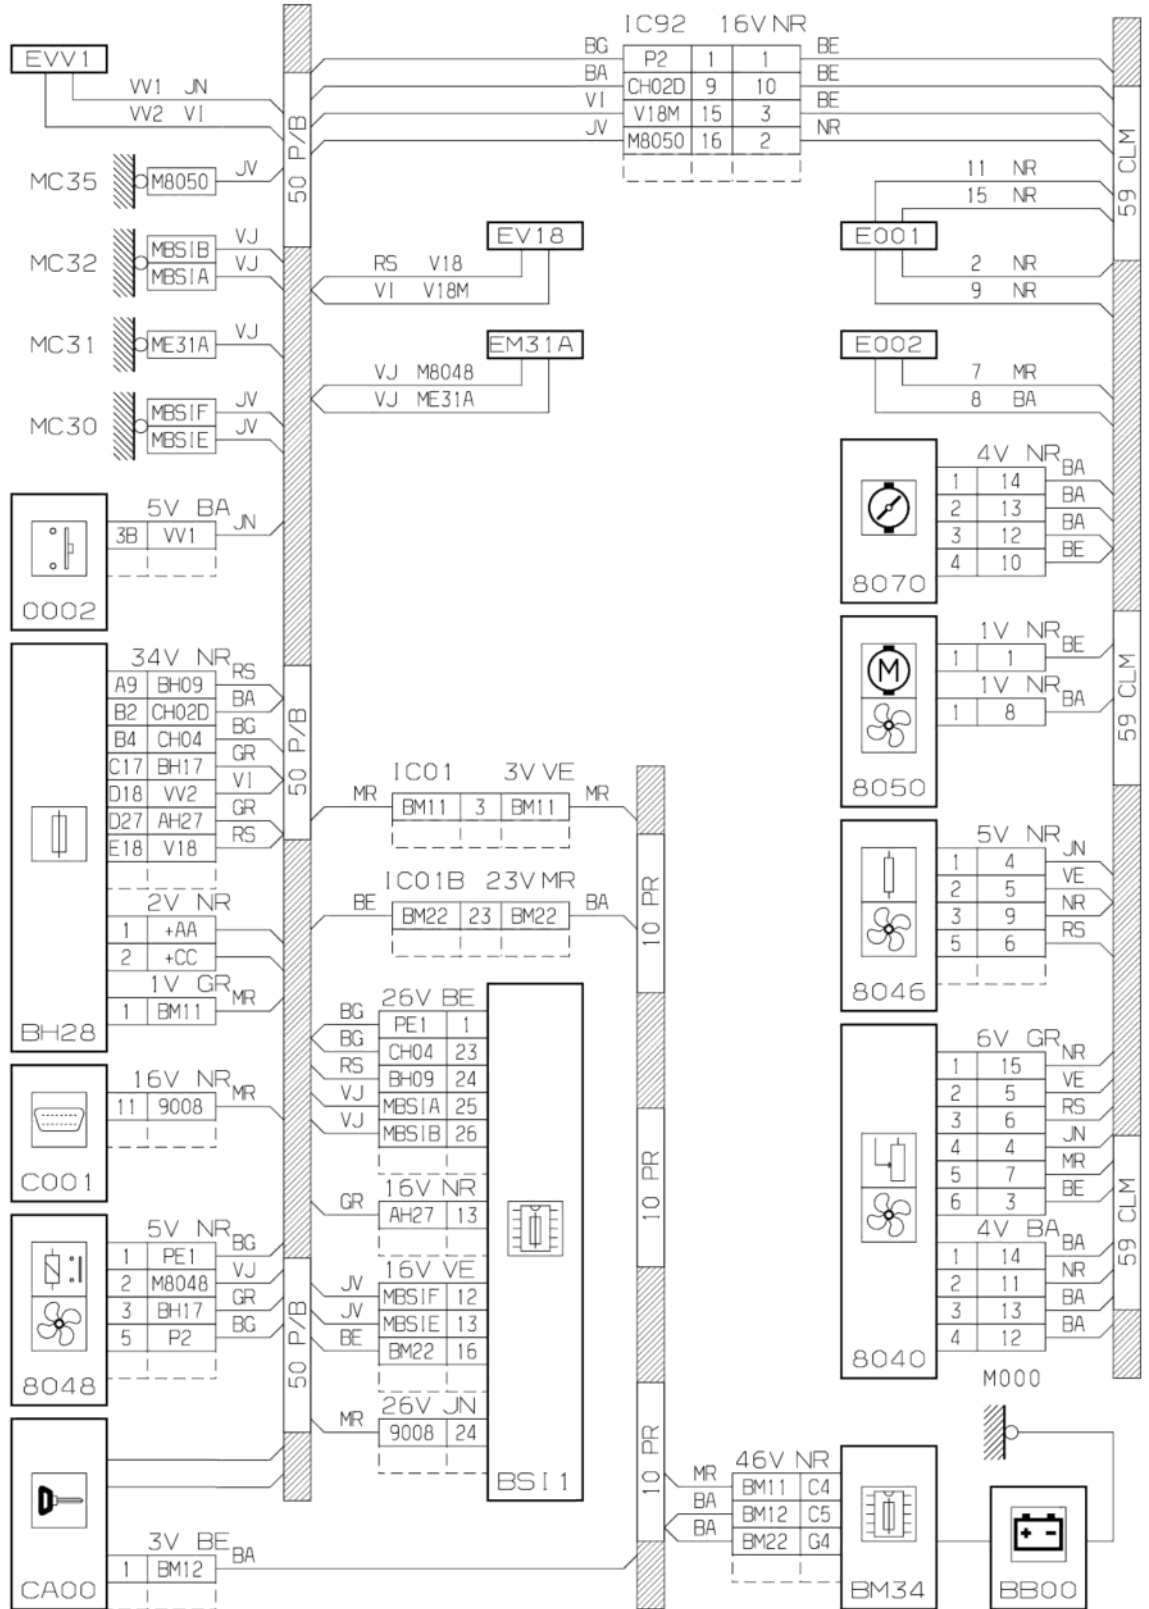 IC92 16V NR
BG P2 1 1 BE
BA CH02D 9 10 BE
VI V18M 15 3 BE
JV M8050 16 2 NR
EVV1
VV1 JN
VV2 VI
50 P/B
59 CLM
MC35 M8050 JV
MC32 MBSIB VJ
MBSIA VJ
MC31 ME31A VJ
MC30 MBSIF JV
MBSIE JV
EV18
RS V18
VI V18M
EM31A
VJ M8048
VJ ME31A
11 NR
15 NR
E001
2 NR
9 NR
E002
7 MR
8 BA
0002
5V BA
3B VV1 JN
8070
4V NR
1 14 BA
2 13 BA
3 12 BA
4 10 BE
8050
1V NR
1 1 BE
1V NR
1 8 BA
59 CLM
BH28
34V NR
A9 BH09 RS
B2 CH02D BA
B4 CH04 BG
C17 BH17 GR
D18 VV2 VI
D27 AH27 GR
E18 V18 RS
2V NR
1 +AA
2 +CC
1V GR
1 BM11 MR
50 P/B
IC01 3V VE
MR BM11 3 BM11 MR
IC01B 23V MR
BE BM22 23 BM22 BA
10 PR
8046
5V NR
1 4 JN
2 5 VE
3 9 NR
5 6 RS
BSI1
26V BE
BG PE1 1
BG CH04 23
RS BH09 24
VJ MBSIA 25
VJ MBSIB 26
16V NR
GR AH27 13
16V VE
JV MBSIF 12
JV MBSIE 13
BE BM22 16
26V JN
MR 9008 24
10 PR
8040
6V GR
1 15 NR
2 5 VE
3 6 RS
4 4 JN
5 7 MR
6 3 BE
4V BA
1 14 BA
2 11 NR
3 13 BA
4 12 BA
59 CLM
C001
16V NR
11 9008 MR
8048
5V NR
1 PE1 BG
2 M8048 VJ
3 BH17 GR
5 P2 BG
50 P/B
CA00
3V BE
1 BM12 BA
10 PR
M000
46V NR
MR BM11 C4
BA BM12 C5
BA BM22 G4
BM34
BB00